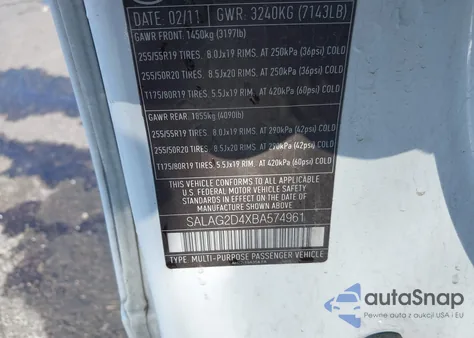 DATE: 02/11 GWR: 3240KG (7143LB)
GAWR FRONT: 1450kg (3197lb)
255/55R19 TIRES. 8.0Jx19 RIMS. AT 250kPa (36psi) COLD
255/50R20 TIRES. 8.5Jx20 RIMS. AT 250kPa (36psi) COLD
T175/80R19 TIRES. 5.5Jx19 RIM. AT 420kPa (60psi) COLD
GAWR REAR: 1855kg (4090lb)
255/55R19 TIRES. 8.0Jx19 RIMS. AT 290kPa (42psi) COLD
255/50R20 TIRES. 8.5Jx20 RIMS. AT 290kPa (42psi) COLD
T175/80R19 TIRES. 5.5Jx19 RIM. AT 420kPa (60psi) COLD
THIS VEHICLE CONFORMS TO ALL APPLICABLE
U.S. FEDERAL MOTOR VEHICLE SAFETY
STANDARDS IN EFFECT ON THE DATE OF
MANUFACTURE SHOWN ABOVE.
SALAG2D4XBA574961
TYPE: MULTI-PURPOSE PASSENGER VEHICLE
autoSnap
Pewne auta z aukcji USA i EU